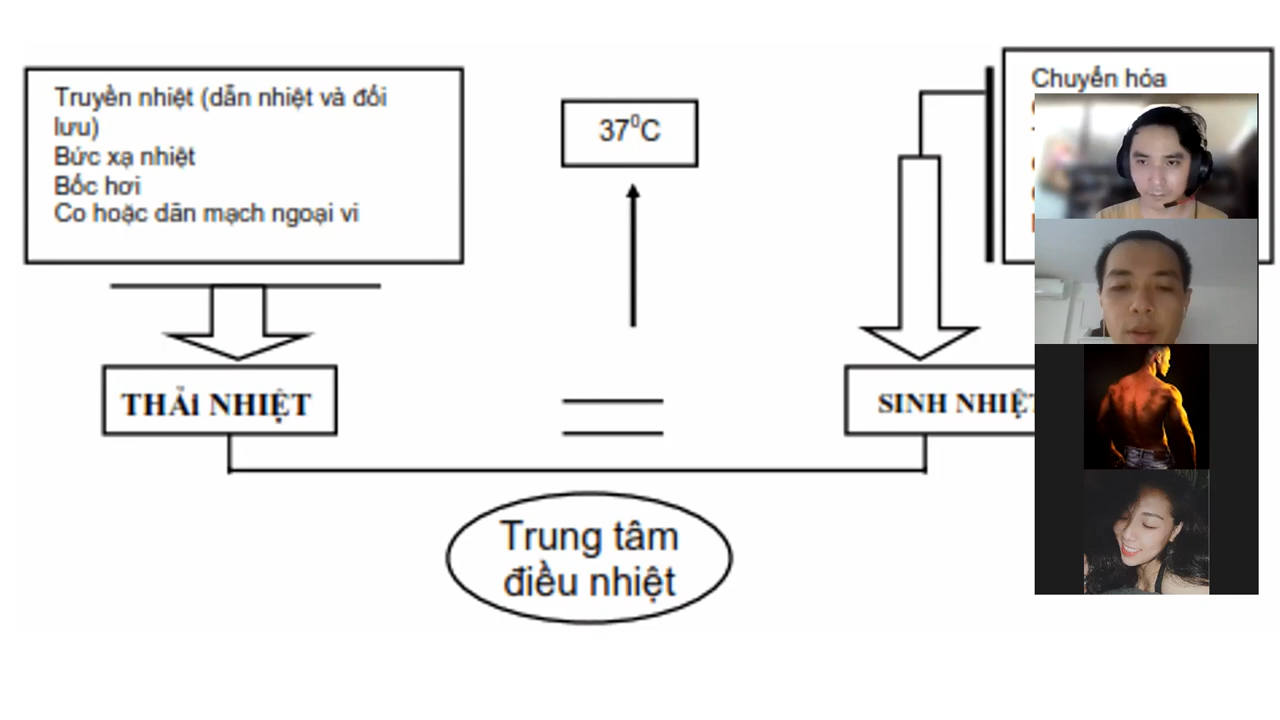 Truyền nhiệt (dẫn nhiệt và đối
lưu)
Bức xạ nhiệt
Bốc hơi
Co hoặc dãn mạch ngoại vi
37⁰C
Chuyển hóa
THẢI NHIỆT
SINH NHIỆT
Trung tâm
điều nhiệt